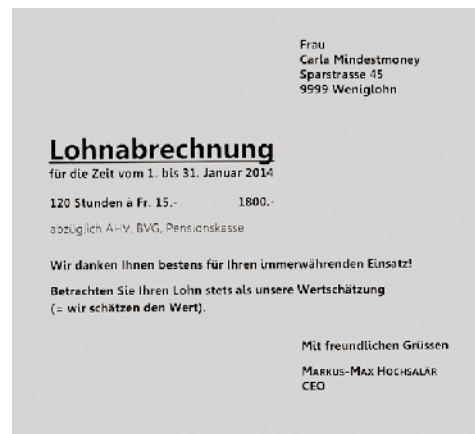 Frau
Carla Mindestmoney
Sparstrasse 45
9999 Weniglohn
Lohnabrechnung
für die Zeit vom 1. bis 31. Januar 2014
120 Stunden à Fr. 15.- 1800.-
abzüglich AHV, BVG, Pensionskasse
Wir danken Ihnen bestens für Ihren immerwährenden Einsatz!
Betrachten Sie Ihren Lohn stets als unsere Wertschätzung
(= wir schätzen den Wert).
Mit freundlichen Grüssen
MARKUS-MAX HOCHSALÄR
CEO